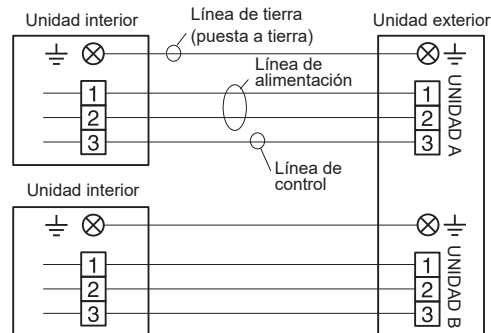 Unidad interior
Línea de tierra
(puesta a tierra)
Unidad exterior
Línea de
alimentación
1
2
3
1
2
3
UNIDAD A
Línea de
control
Unidad interior
1
2
3
1
2
3
UNIDAD B